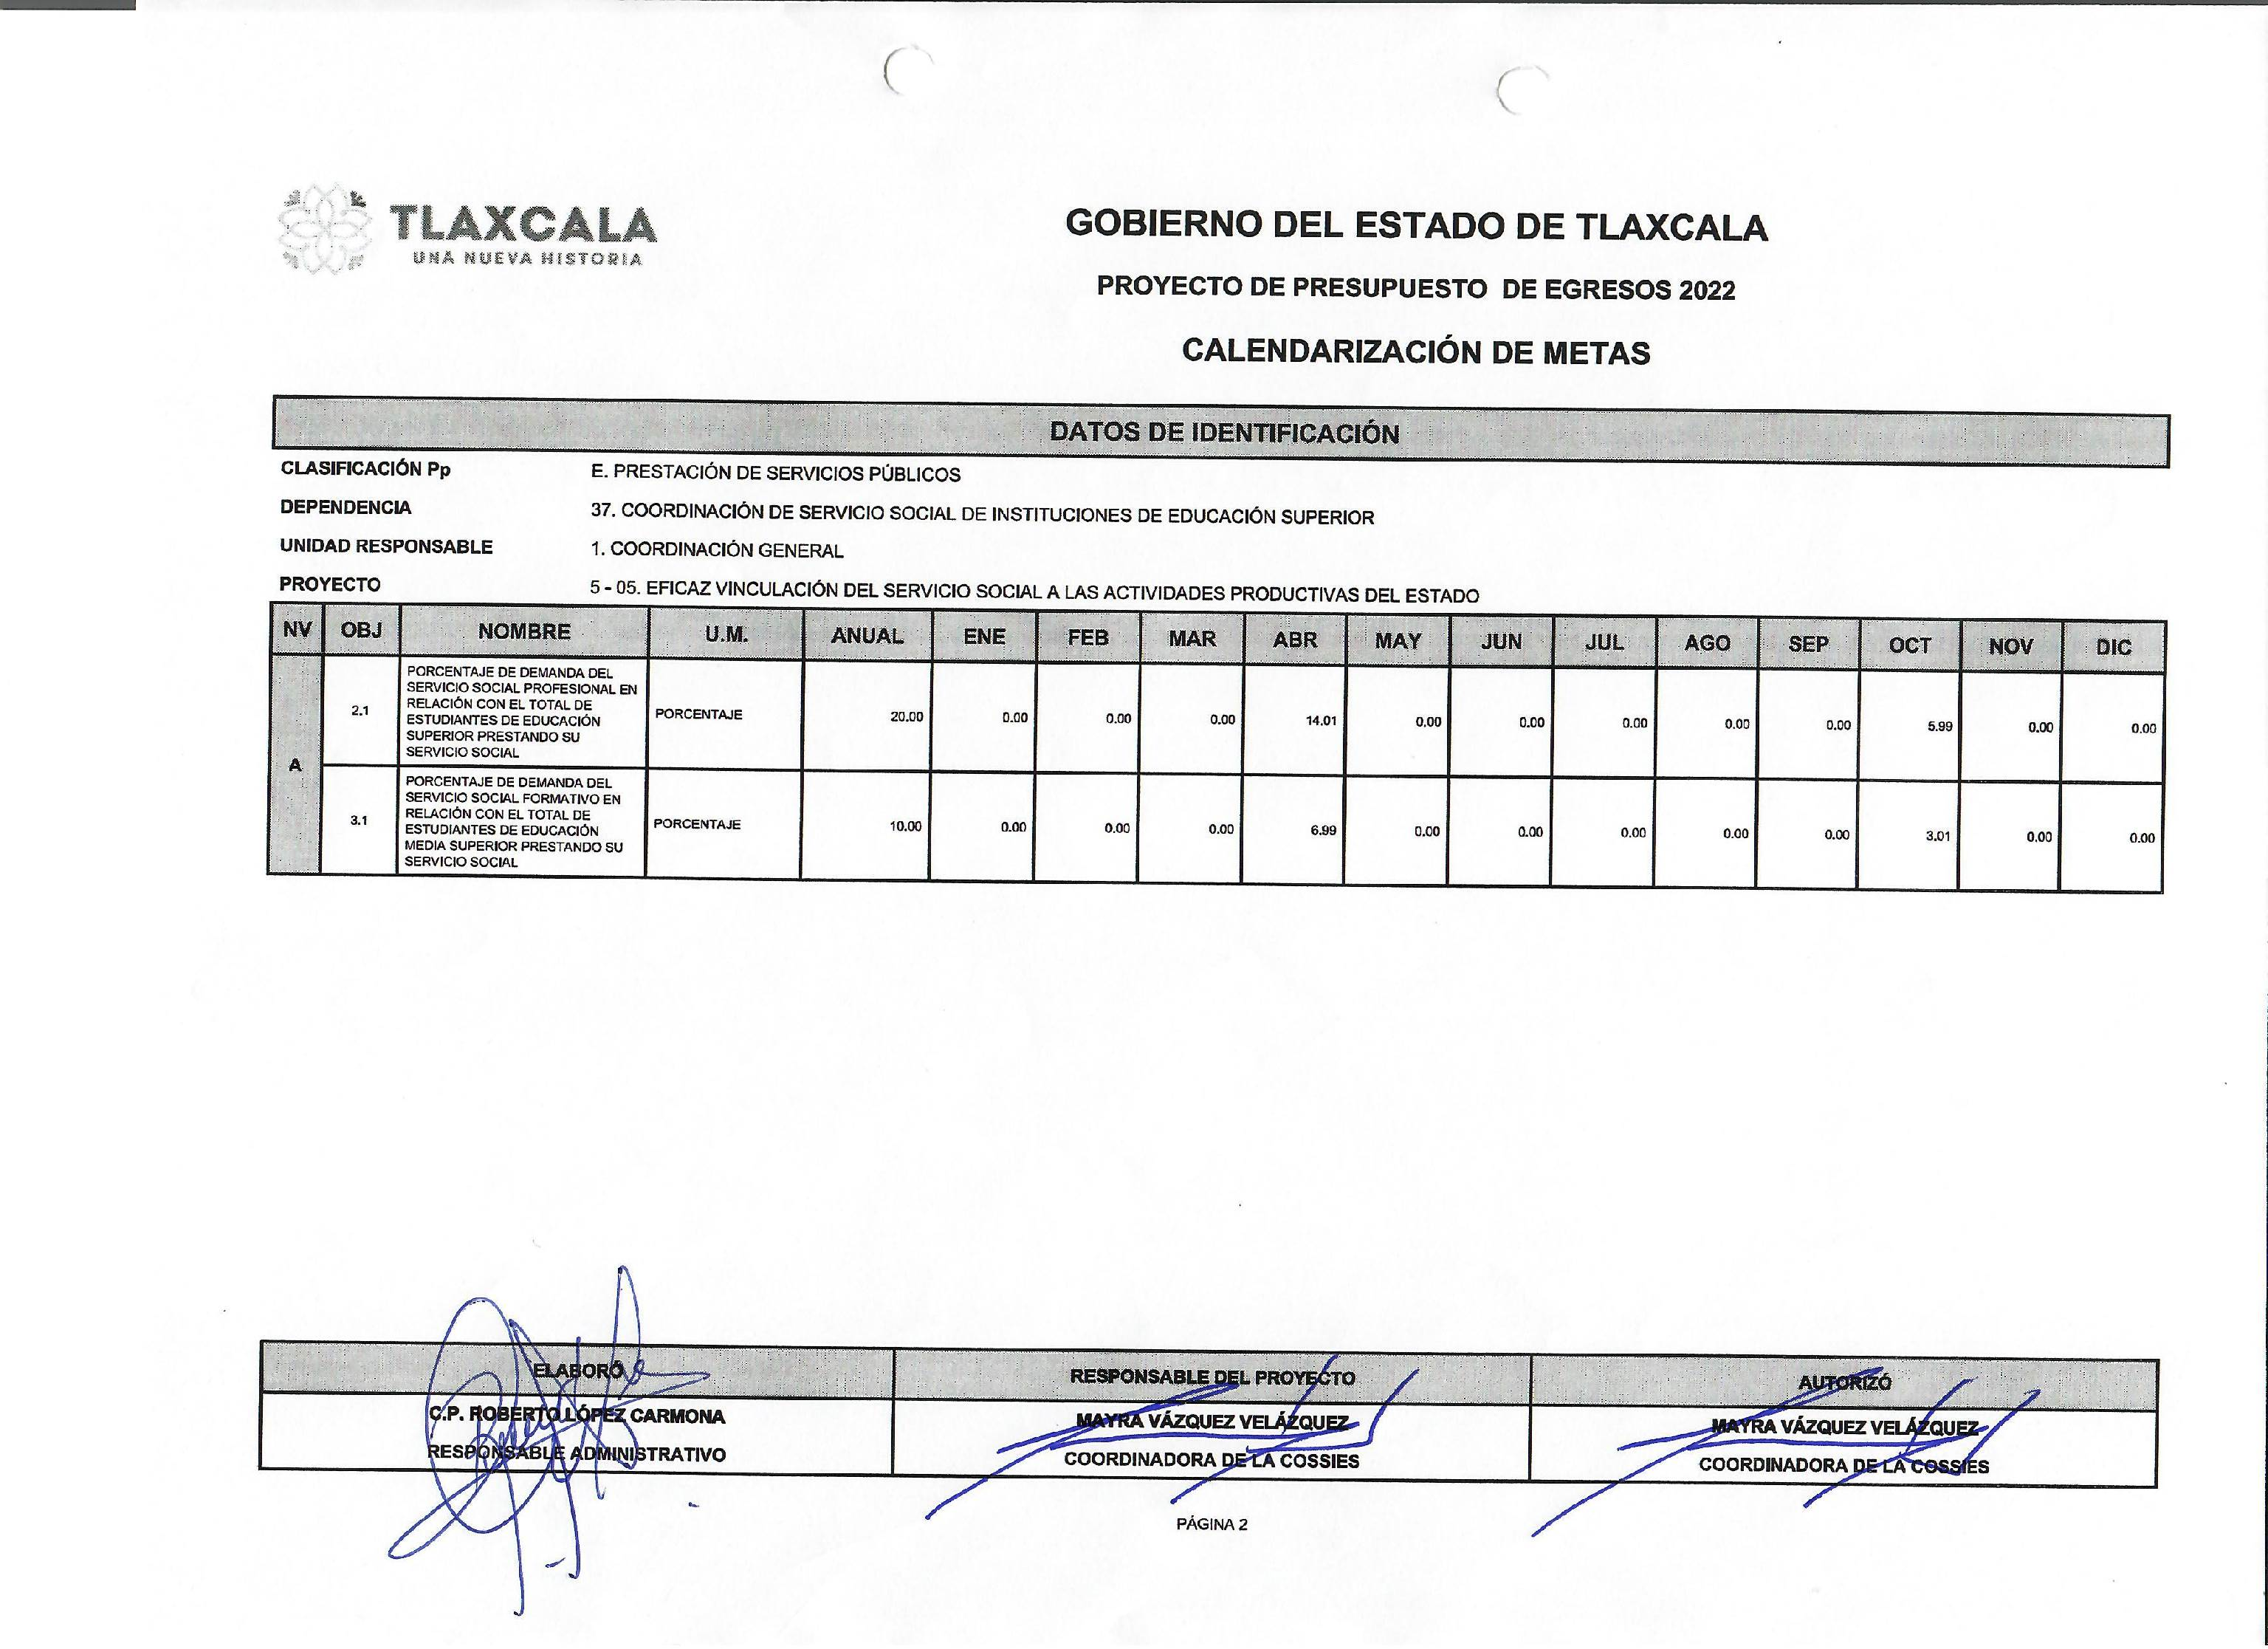 TLAXCALA
UNA NUEVA HISTORIA
GOBIERNO DEL ESTADO DE TLAXCALA
PROYECTO DE PRESUPUESTO DE EGRESOS 2022
CALENDARIZACIÓN DE METAS
DATOS DE IDENTIFICACIÓN
CLASIFICACIÓN Pp E. PRESTACIÓN DE SERVICIOS PÚBLICOS
DEPENDENCIA 37. COORDINACIÓN DE SERVICIO SOCIAL DE INSTITUCIONES DE EDUCACIÓN SUPERIOR
UNIDAD RESPONSABLE 1. COORDINACIÓN GENERAL
PROYECTO 5 - 05. EFICAZ VINCULACIÓN DEL SERVICIO SOCIAL A LAS ACTIVIDADES PRODUCTIVAS DEL ESTADO
NV OBJ NOMBRE U.M. ANUAL ENE FEB MAR ABR MAY JUN JUL AGO SEP OCT NOV DIC
A
2.1
PORCENTAJE DE DEMANDA DEL
SERVICIO SOCIAL PROFESIONAL EN
RELACIÓN CON EL TOTAL DE
ESTUDIANTES DE EDUCACIÓN
SUPERIOR PRESTANDO SU
SERVICIO SOCIAL
PORCENTAJE 20.00 0.00 0.00 0.00 14.01 0.00 0.00 0.00 0.00 0.00 5.99 0.00 0.00
3.1
PORCENTAJE DE DEMANDA DEL
SERVICIO SOCIAL FORMATIVO EN
RELACIÓN CON EL TOTAL DE
ESTUDIANTES DE EDUCACIÓN
MEDIA SUPERIOR PRESTANDO SU
SERVICIO SOCIAL
PORCENTAJE 10.00 0.00 0.00 0.00 6.99 0.00 0.00 0.00 0.00 0.00 3.01 0.00 0.00
ELABORÓ RESPONSABLE DEL PROYECTO AUTORIZÓ
C.P. ROBERTO LÓPEZ CARMONA MAYRA VÁZQUEZ VELÁZQUEZ MAYRA VÁZQUEZ VELÁZQUEZ
RESPONSABLE ADMINISTRATIVO COORDINADORA DE LA COSSIES COORDINADORA DE LA COSSIES
PÁGINA 2